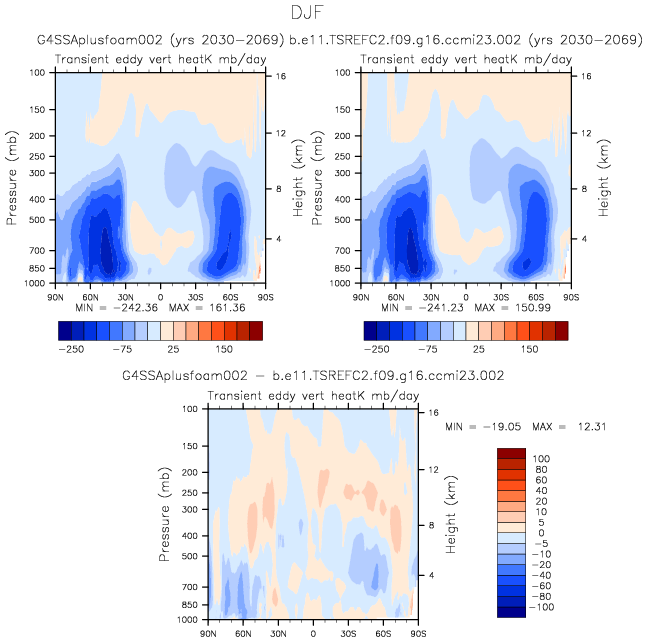 DJF
G4SSAplusfoam002 (yrs 2030-2069) b.e11.TSREFC2.f09.g16.ccmi23.002 (yrs 2030-2069)
Transient eddy vert heatK mb/day
Transient eddy vert heatK mb/day
Pressure (mb)
100
150
200
250
300
400
500
700
850
1000
16
12
8
4
Height (km)
90N 60N 30N 0 30S 60S 90S
MIN = -242.36 MAX = 161.36
-250 -75 25 150
Pressure (mb)
100
150
200
250
300
400
500
700
850
1000
16
12
8
4
Height (km)
90N 60N 30N 0 30S 60S 90S
MIN = -241.23 MAX = 150.99
-250 -75 25 150
G4SSAplusfoam002 - b.e11.TSREFC2.f09.g16.ccmi23.002
Transient eddy vert heatK mb/day
Pressure (mb)
100
150
200
250
300
400
500
700
850
1000
16
12
8
4
Height (km)
90N 60N 30N 0 30S 60S 90S
MIN = -19.05 MAX = 12.31
100
80
60
40
20
10
5
0
-5
-10
-20
-40
-60
-80
-100